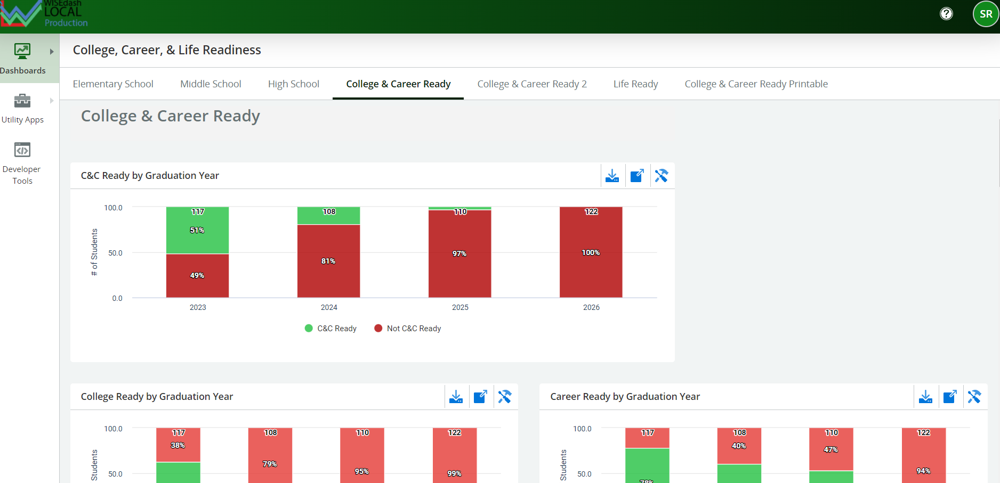 WISEdash
LOCAL
Production
SR
Dashboards
Utility Apps
Developer
Tools
College, Career, & Life Readiness
Elementary School
Middle School
High School
College & Career Ready
College & Career Ready 2
Life Ready
College & Career Ready Printable
College & Career Ready
C&C Ready by Graduation Year
# of Students
100.0
50.0
0.0
117
51%
49%
108
81%
110
97%
122
100%
2023
2024
2025
2026
C&C Ready
Not C&C Ready
College Ready by Graduation Year
Students
100.0
50.0
117
38%
108
79%
110
95%
122
99%
Career Ready by Graduation Year
Students
100.0
50.0
117
78%
108
40%
110
47%
122
94%